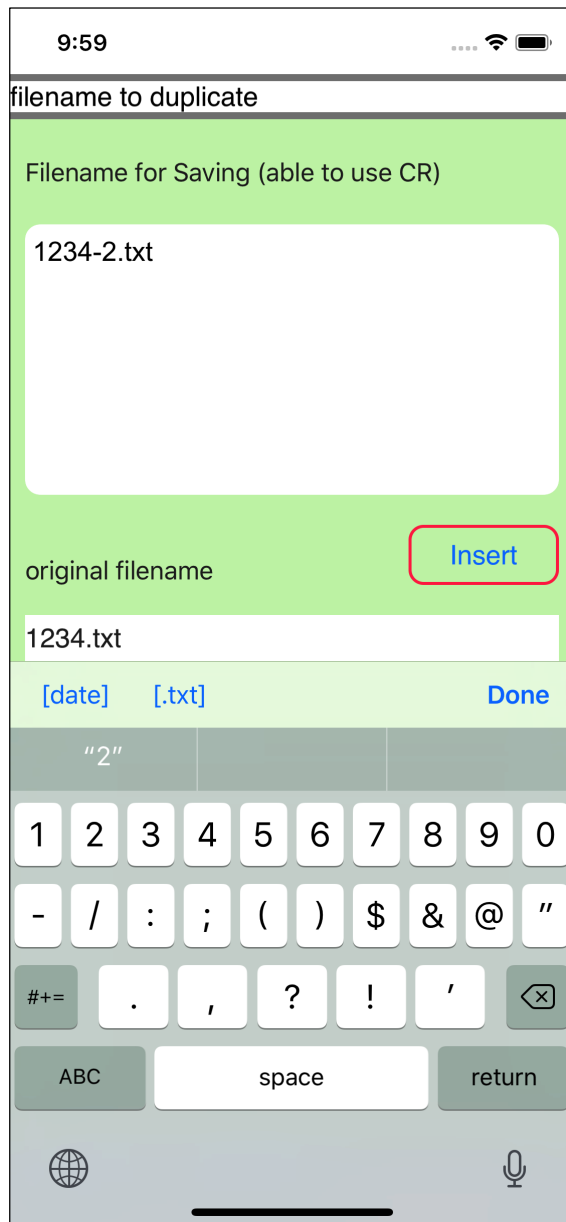 9:59
filename to duplicate
Filename for Saving (able to use CR)
1234-2.txt
Insert
original filename
1234.txt
[date] [.txt] Done
“2”
1 2 3 4 5 6 7 8 9 0
- / : ; ( ) $ & @ "
#+= . , ? ! ’
ABC space return